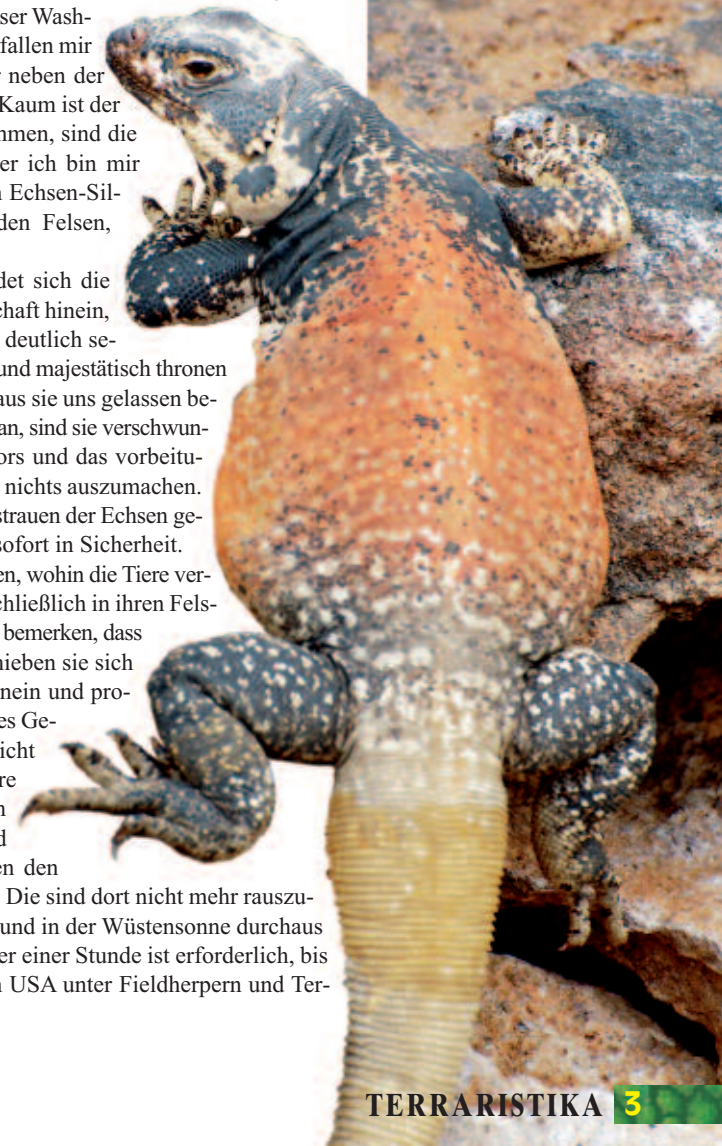 ser Wash-
fallen mir
neben der
Kaum ist der
hmen, sind die
er ich bin mir
n Echsen-Sil-
den Felsen,
det sich die
chaft hinein,
deutlich se-
und majestätisch thronen
aus sie uns gelassen be-
an, sind sie verschwun-
ors und das vorbeitu-
nichts auszumachen.
strauen der Echsen ge-
sofort in Sicherheit.
en, wohin die Tiere ver-
chließlich in ihren Fels-
bemerken, dass
hieben sie sich
nein und pro-
es Ge-
icht
re
n
d
en den
Die sind dort nicht mehr rauszu-
und in der Wüstensonne durchaus
er einer Stunde ist erforderlich, bis
n USA unter Fieldherpern und Ter-
TERRARISTIKA 3